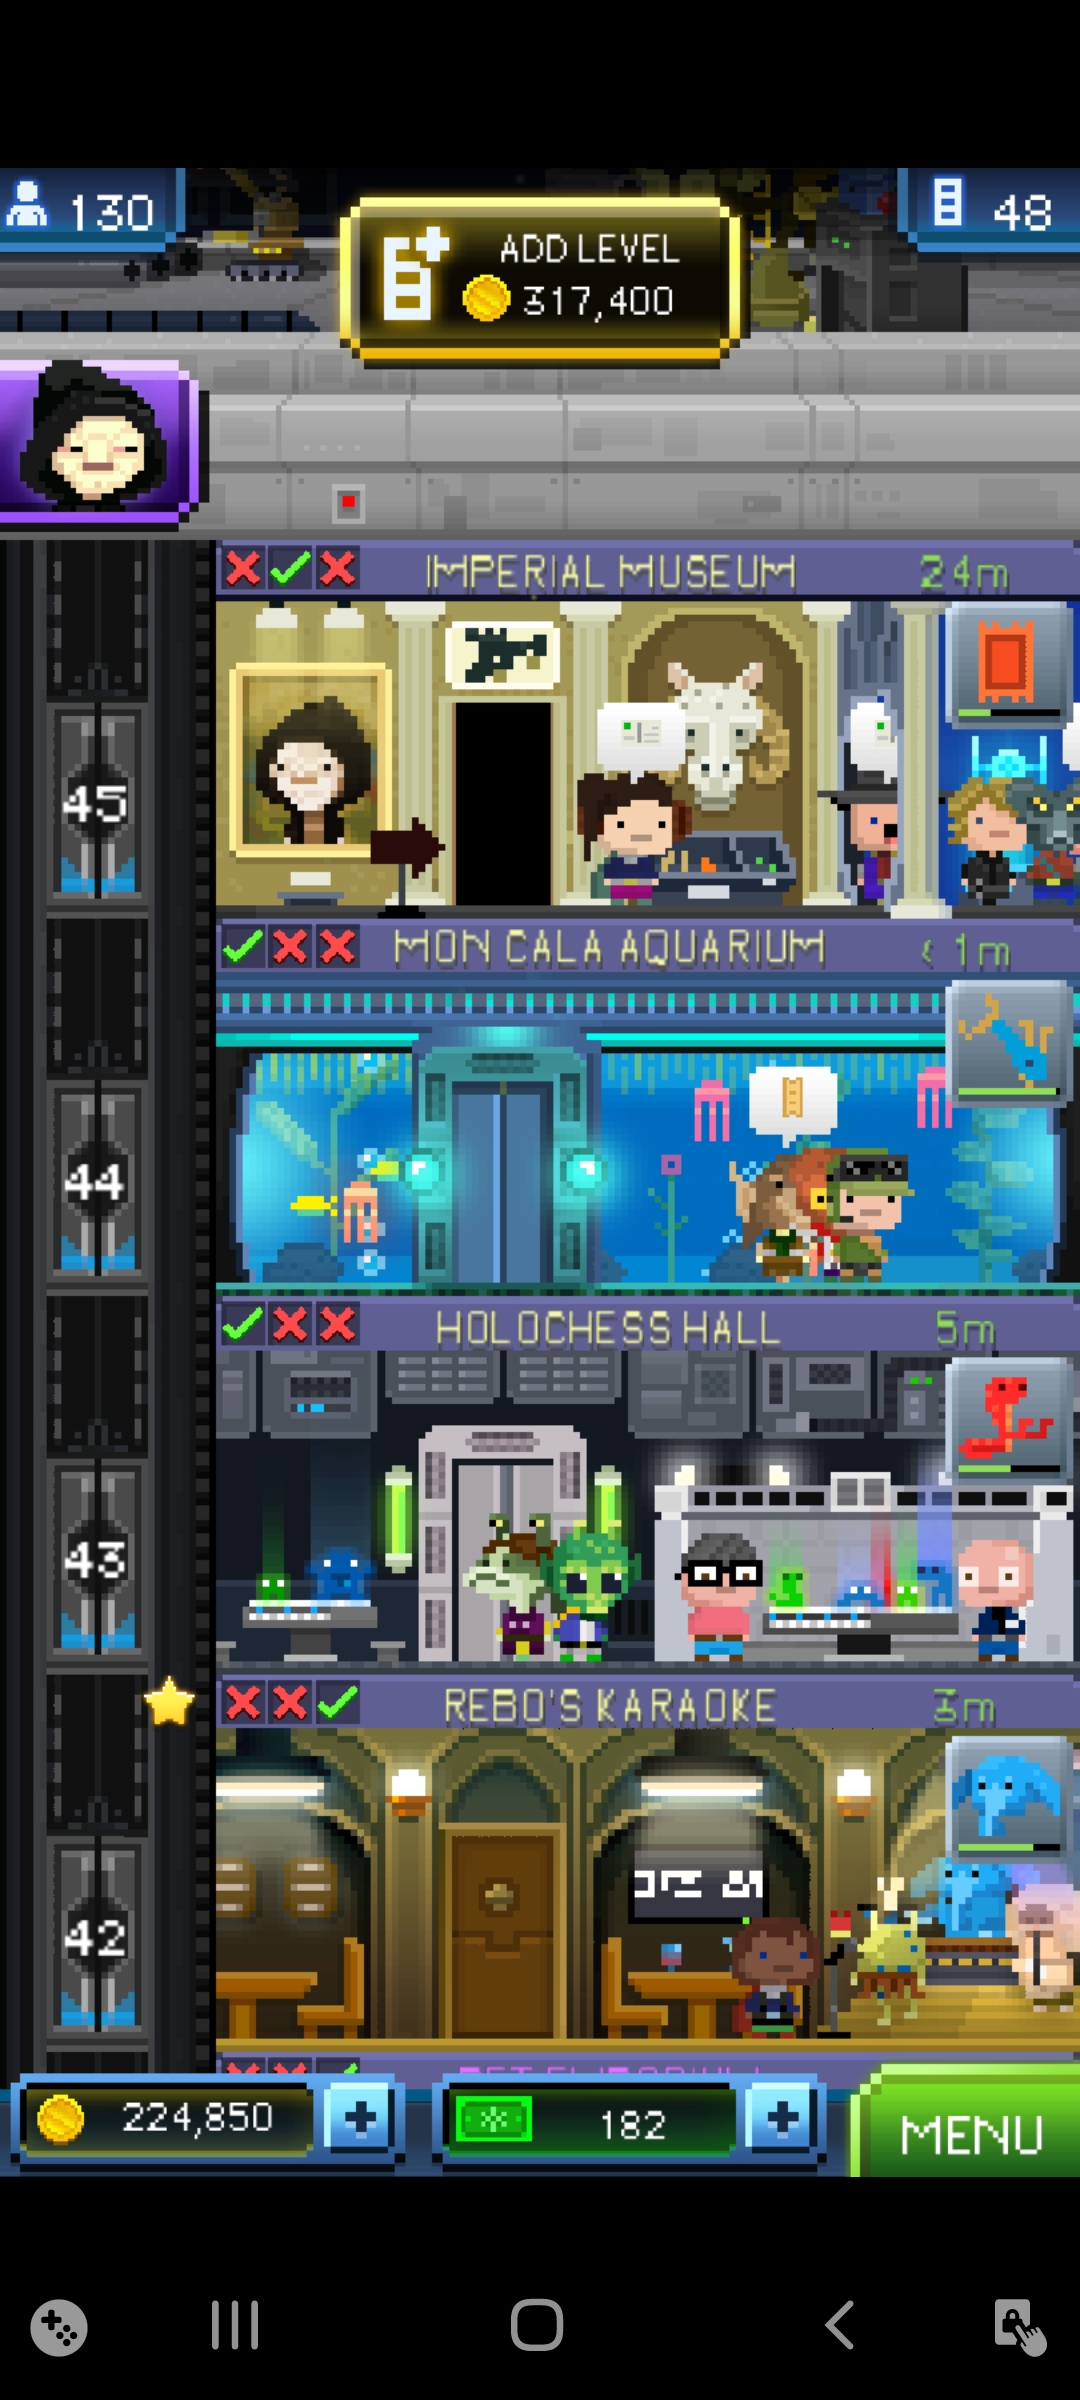 130
ADD LEVEL
317,400
48
IMPERIAL MUSEUM 24m
45
MON CALA AQUARIUM < 1m
44
HOLOCHESS HALL 5m
43
REBO'S KARAOKE 3m
42
224,850
182
MENU